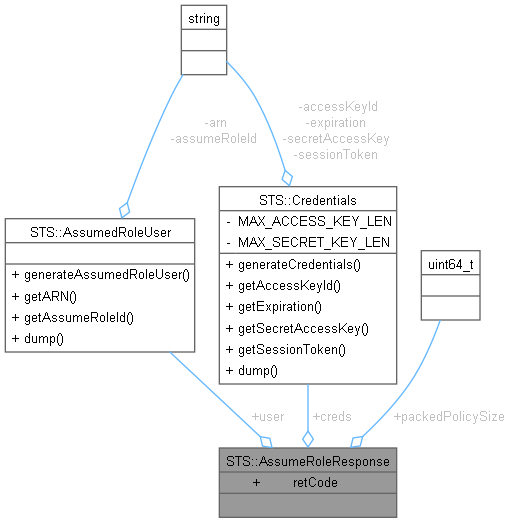 string
-arn
-assumeRoleId
-accessKeyId
-expiration
-secretAccessKey
-sessionToken
STS::AssumedRoleUser
+ generateAssumedRoleUser()
+ getARN()
+ getAssumeRoleId()
+ dump()
STS::Credentials
- MAX_ACCESS_KEY_LEN
- MAX_SECRET_KEY_LEN
+ generateCredentials()
+ getAccessKeyId()
+ getExpiration()
+ getSecretAccessKey()
+ getSessionToken()
+ dump()
uint64_t
+user
+creds
+packedPolicySize
STS::AssumeRoleResponse
+ retCode